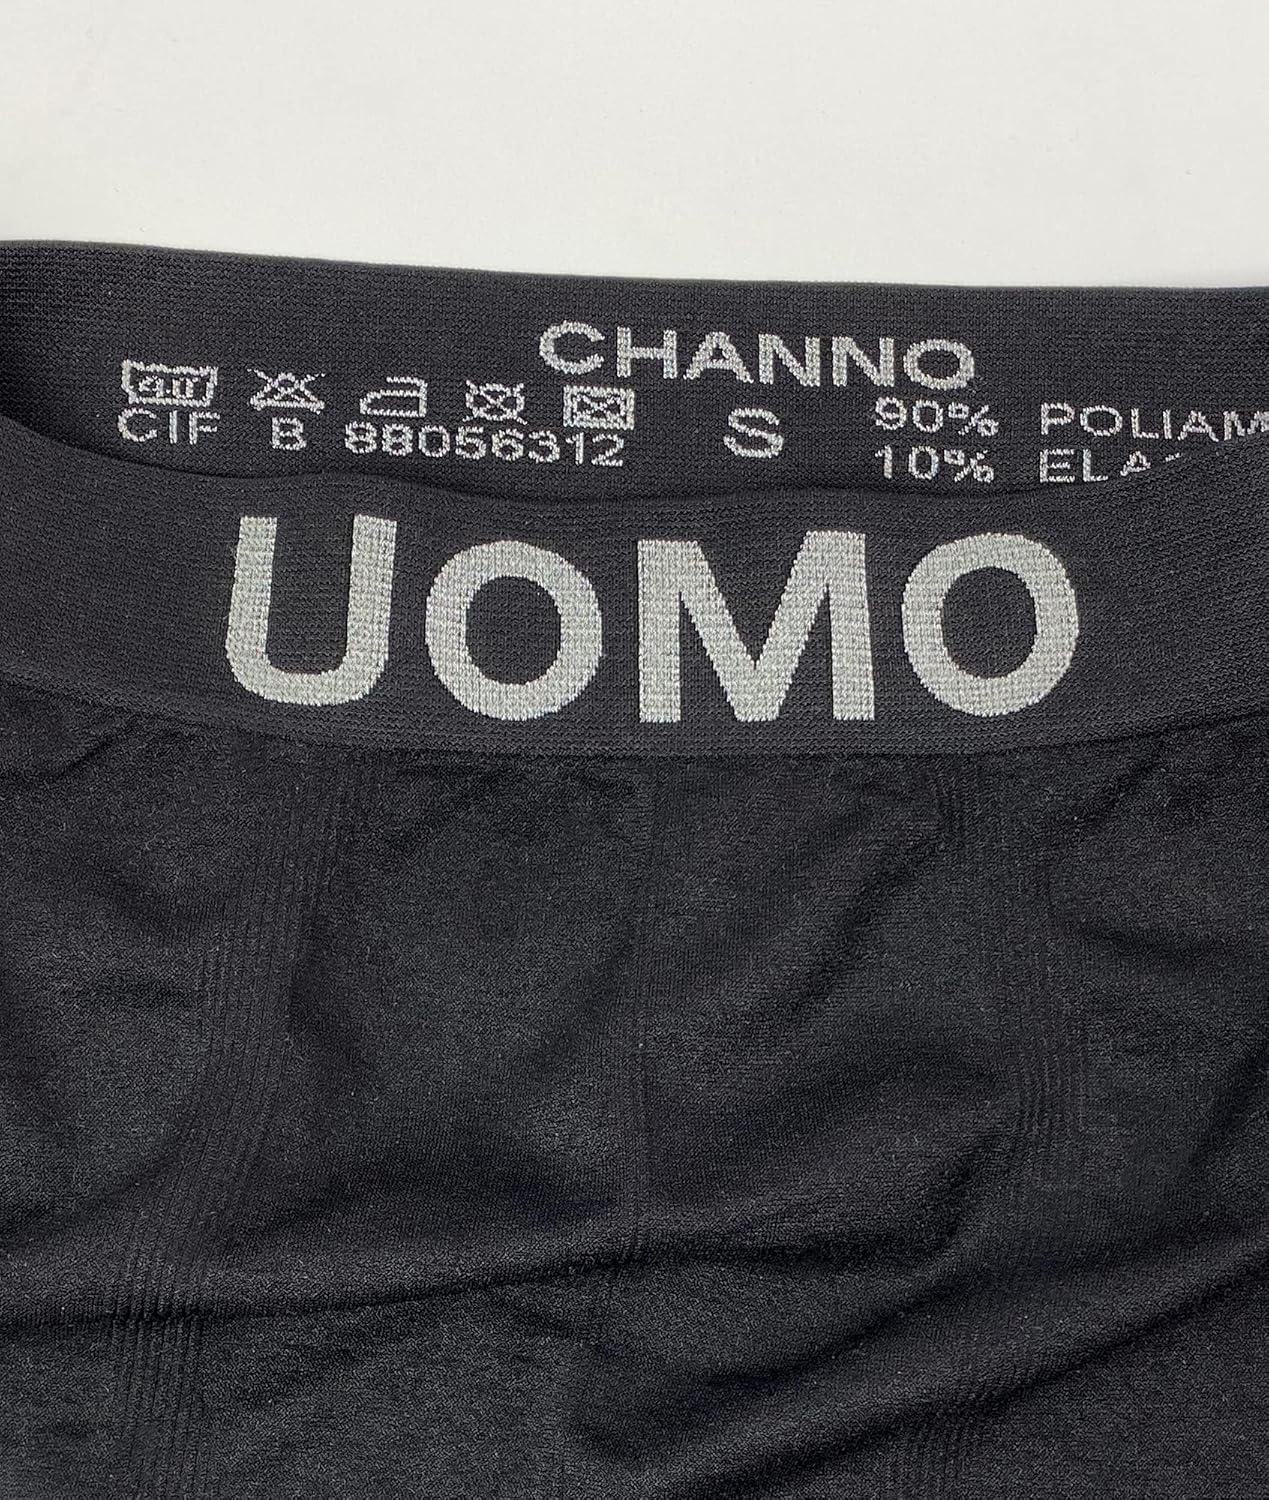 CHANNO
CIF B 88056312 S 90% POLIAM
10% ELA
UOMO